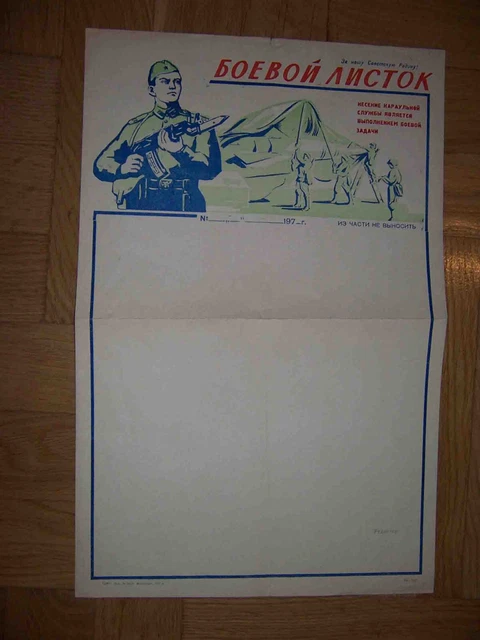 За нашу Советскую Родину!
БОЕВОЙ ЛИСТОК
НЕСЕНИЕ КАРАУЛЬНОЙ
СЛУЖБЫ ЯВЛЯЕТСЯ
ВЫПОЛНЕНИЕМ БОЕВОЙ
ЗАДАЧИ
№ " " 197 г.
ИЗ ЧАСТИ НЕ ВЫНОСИТЬ